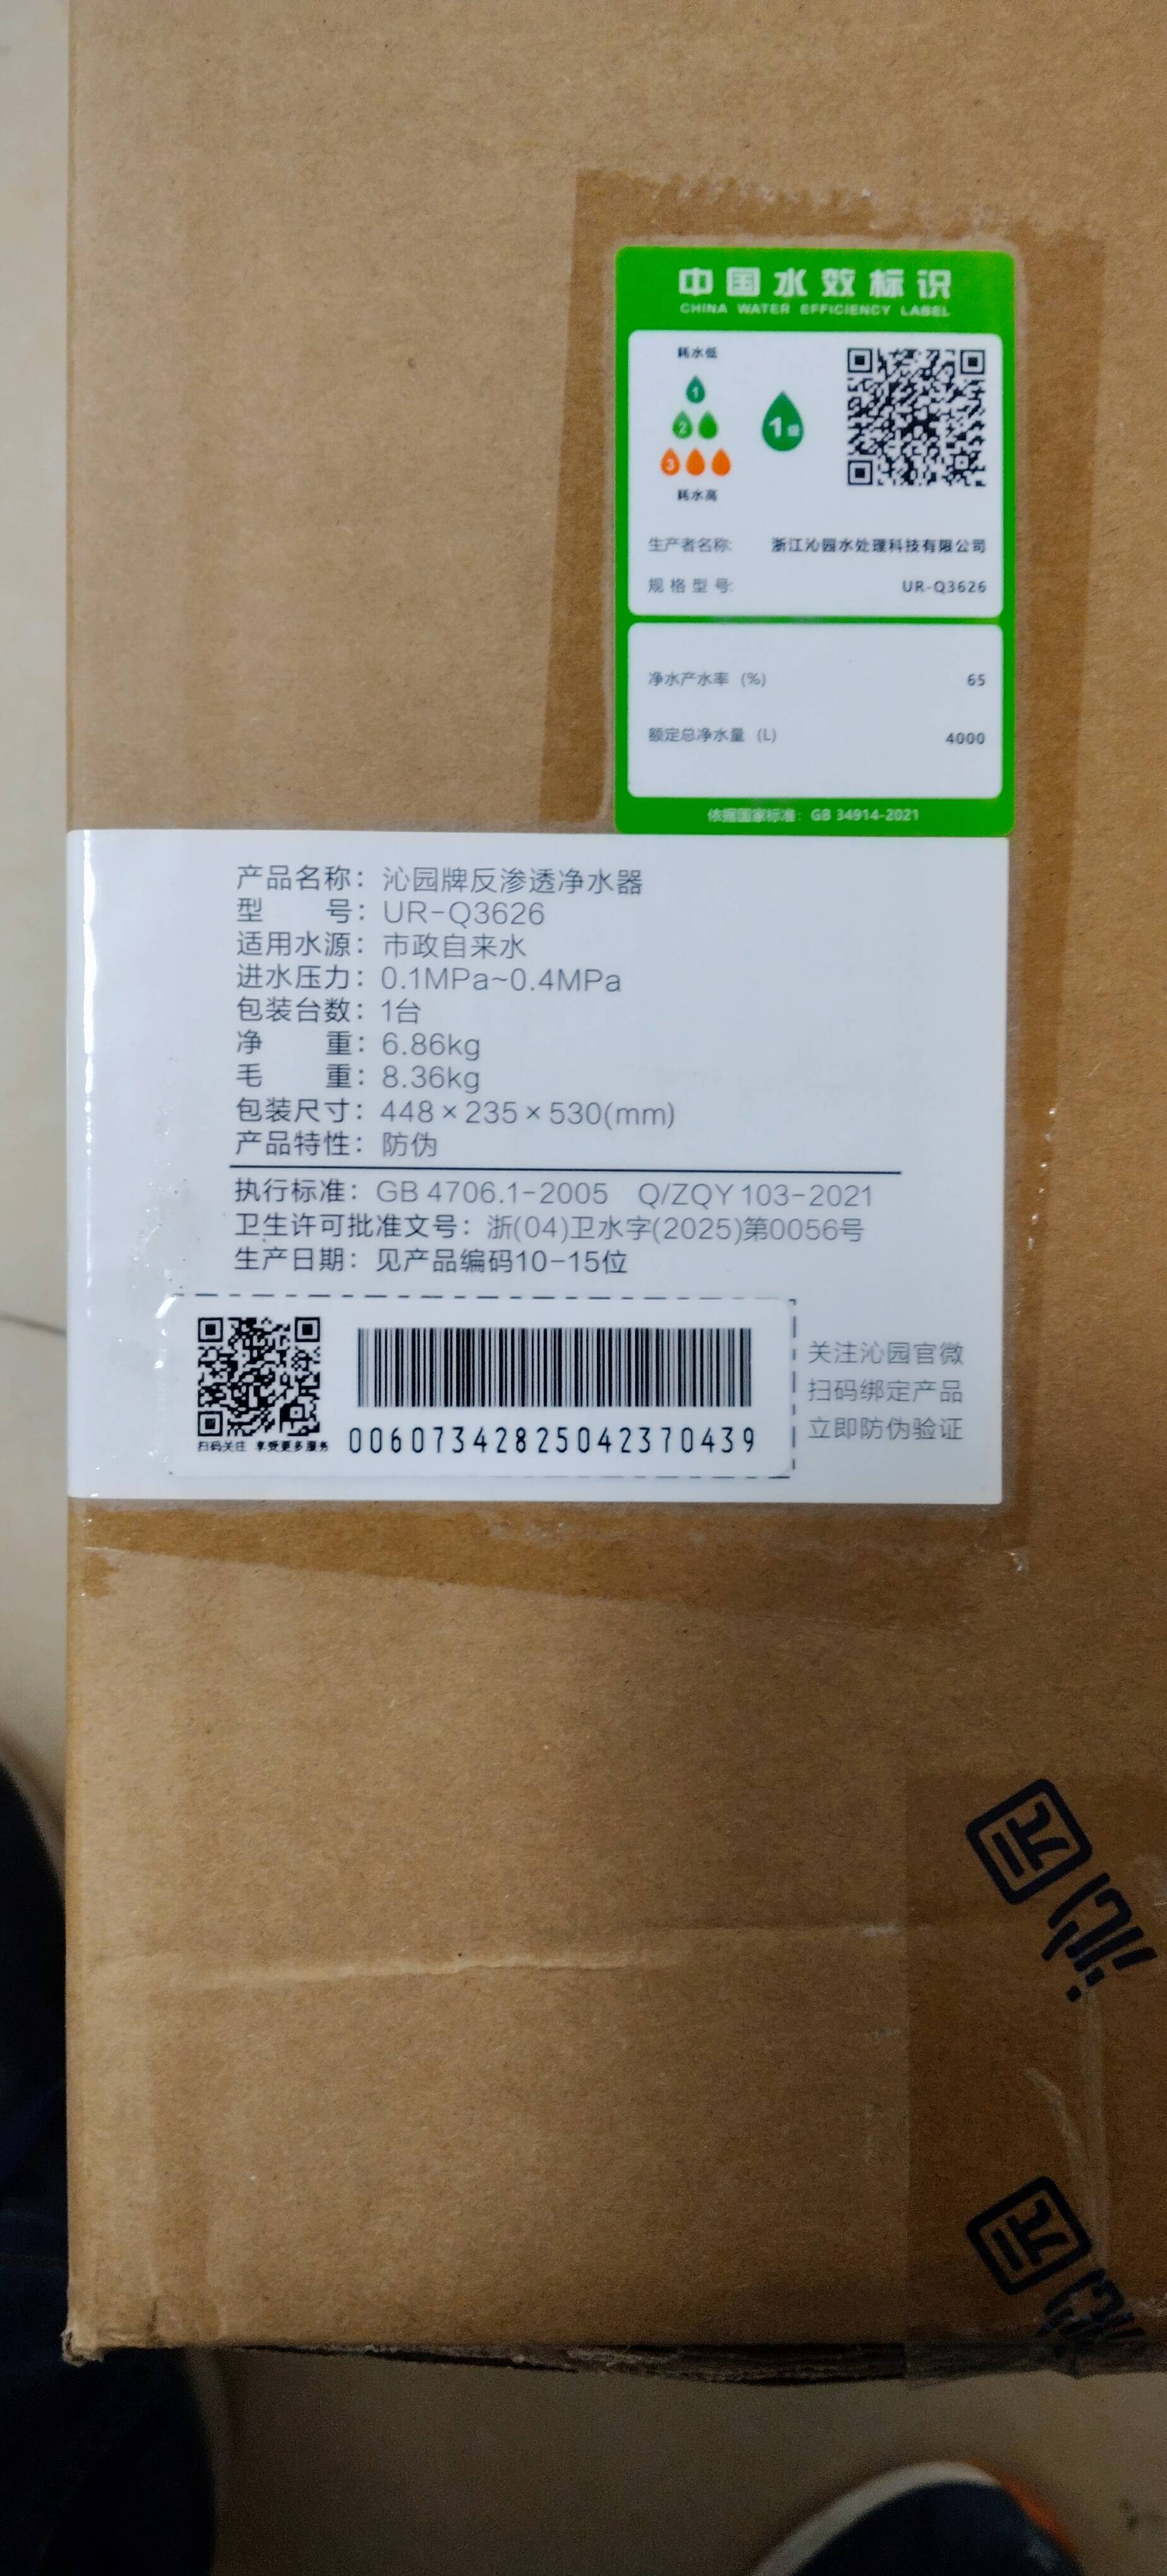 中国水效标识
CHINA WATER EFFICIENCY LABEL
耗水低
1
2
3
耗水高
1级
生产者名称: 浙江沁园水处理科技有限公司
规格型号: UR-Q3626
净水产水率 (%) 65
额定总净水量 (L) 4000
依据国家标准: GB 34914-2021
产品名称: 沁园牌反渗透净水器
型 号: UR-Q3626
适用水源: 市政自来水
进水压力: 0.1MPa~0.4MPa
包装台数: 1台
净 重: 6.86kg
毛 重: 8.36kg
包装尺寸: 448×235×530(mm)
产品特性: 防伪
执行标准: GB 4706.1-2005 Q/ZQY 103-2021
卫生许可批准文号: 浙(04)卫水字(2025)第0056号
生产日期: 见产品编码10-15位
扫码关注 享受更多服务
0060734282504237​0439
关注沁园官微
扫码绑定产品
立即防伪验证
沁园
沁园